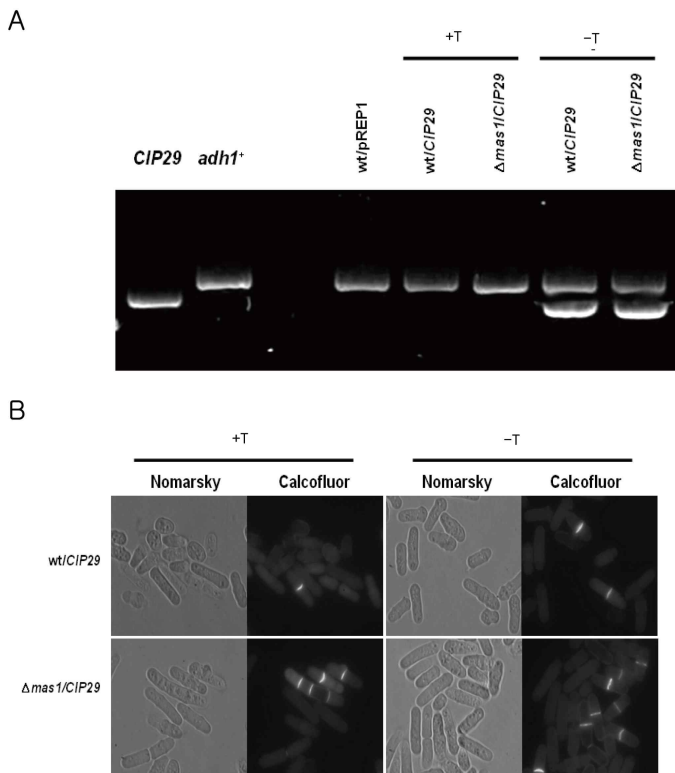 A
+T
−T
-
CIP29
adh1⁺
wt/pREP1
wt/CIP29
Δmas1/CIP29
wt/CIP29
Δmas1/CIP29
B
+T
−T
Nomarsky
Calcofluor
Nomarsky
Calcofluor
wt/CIP29
Δmas1/CIP29